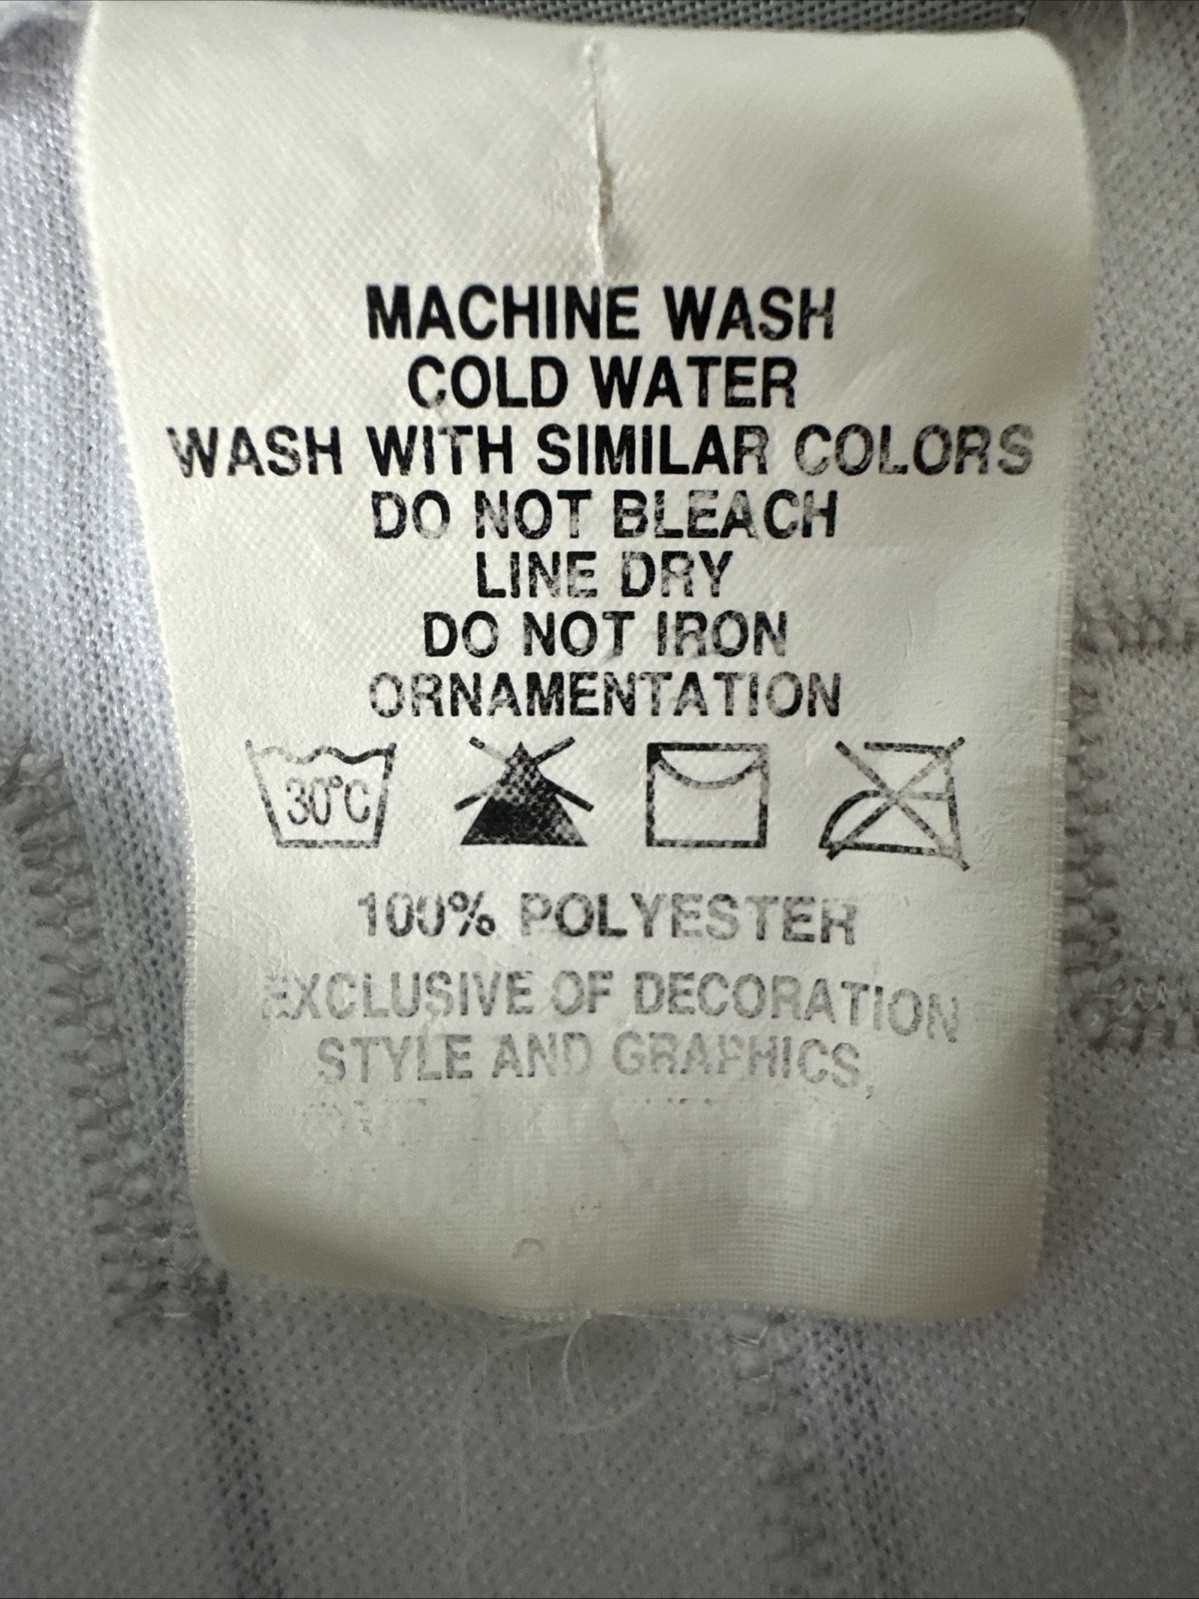 MACHINE WASH
COLD WATER
WASH WITH SIMILAR COLORS
DO NOT BLEACH
LINE DRY
DO NOT IRON
ORNAMENTATION
30°C
100% POLYESTER
EXCLUSIVE OF DECORATION
STYLE AND GRAPHICS,